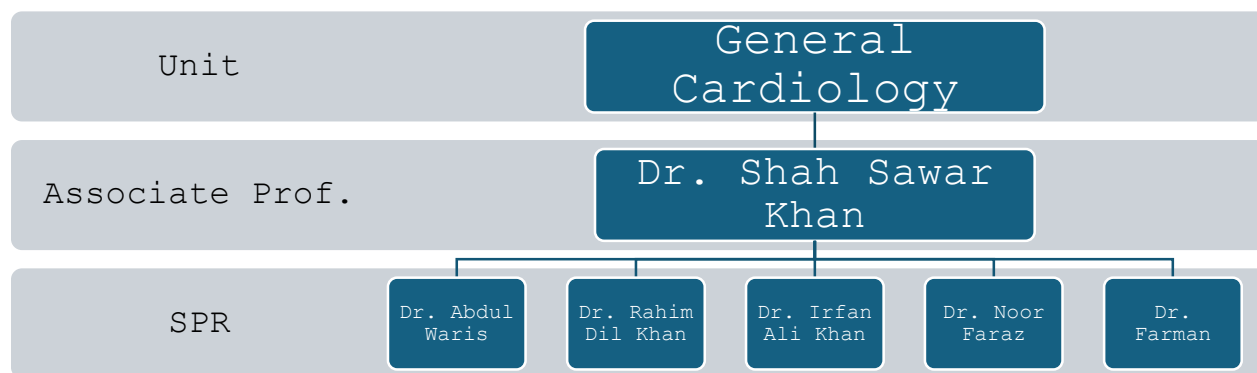 Unit
General
Cardiology
Associate Prof.
Dr. Shah Sawar
Khan
SPR
Dr. Abdul
Waris
Dr. Rahim
Dil Khan
Dr. Irfan
Ali Khan
Dr. Noor
Faraz
Dr.
Farman